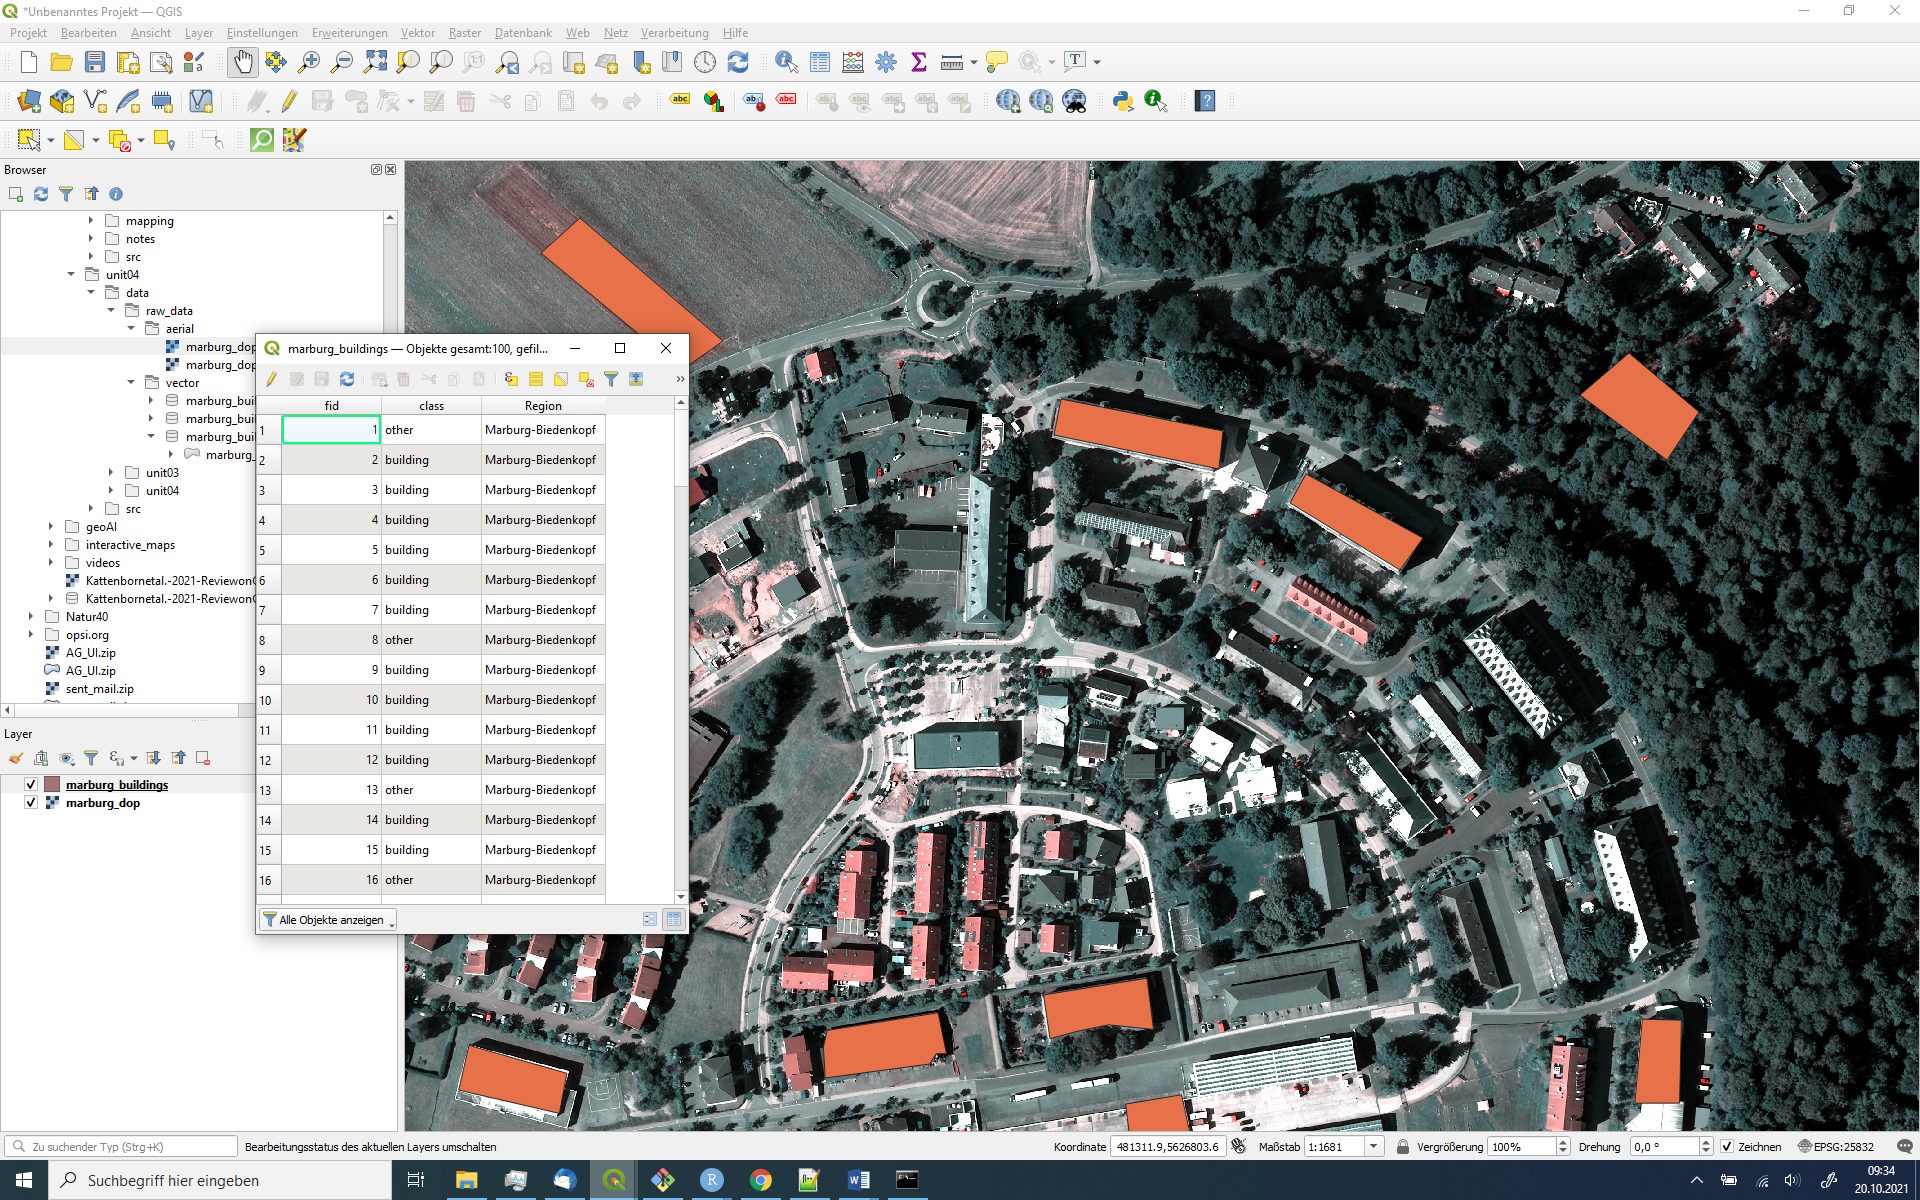 *Unbenanntes Projekt — QGIS
Projekt Bearbeiten Ansicht Layer Einstellungen Erweiterungen Vektor Raster Datenbank Web Netz Verarbeitung Hilfe
Browser
mapping
notes
src
unit04
data
raw_data
aerial
marburg_dop
marburg_dop
vector
marburg_bui
marburg_bui
marburg_bui
marburg_
unit03
unit04
src
geoAI
interactive_maps
videos
Kattenbornetal.-2021-ReviewonC
Kattenbornetal.-2021-ReviewonC
Natur40
opsi.org
AG_UI.zip
AG_UI.zip
sent_mail.zip
Layer
marburg_buildings
marburg_dop
marburg_buildings — Objekte gesamt:100, gefil...
fid class Region
1 1 other Marburg-Biedenkopf
2 2 building Marburg-Biedenkopf
3 3 building Marburg-Biedenkopf
4 4 building Marburg-Biedenkopf
5 5 building Marburg-Biedenkopf
6 6 building Marburg-Biedenkopf
7 7 building Marburg-Biedenkopf
8 8 other Marburg-Biedenkopf
9 9 building Marburg-Biedenkopf
10 10 building Marburg-Biedenkopf
11 11 building Marburg-Biedenkopf
12 12 building Marburg-Biedenkopf
13 13 other Marburg-Biedenkopf
14 14 building Marburg-Biedenkopf
15 15 building Marburg-Biedenkopf
16 16 other Marburg-Biedenkopf
Alle Objekte anzeigen
Zu suchender Typ (Strg+K) Bearbeitungsstatus des aktuellen Layers umschalten Koordinate 481311.9,5626803.6 Maßstab 1:1681 Vergrößerung 100% Drehung 0,0 ° Zeichnen EPSG:25832
Suchbegriff hier eingeben
09:34
20.10.2021